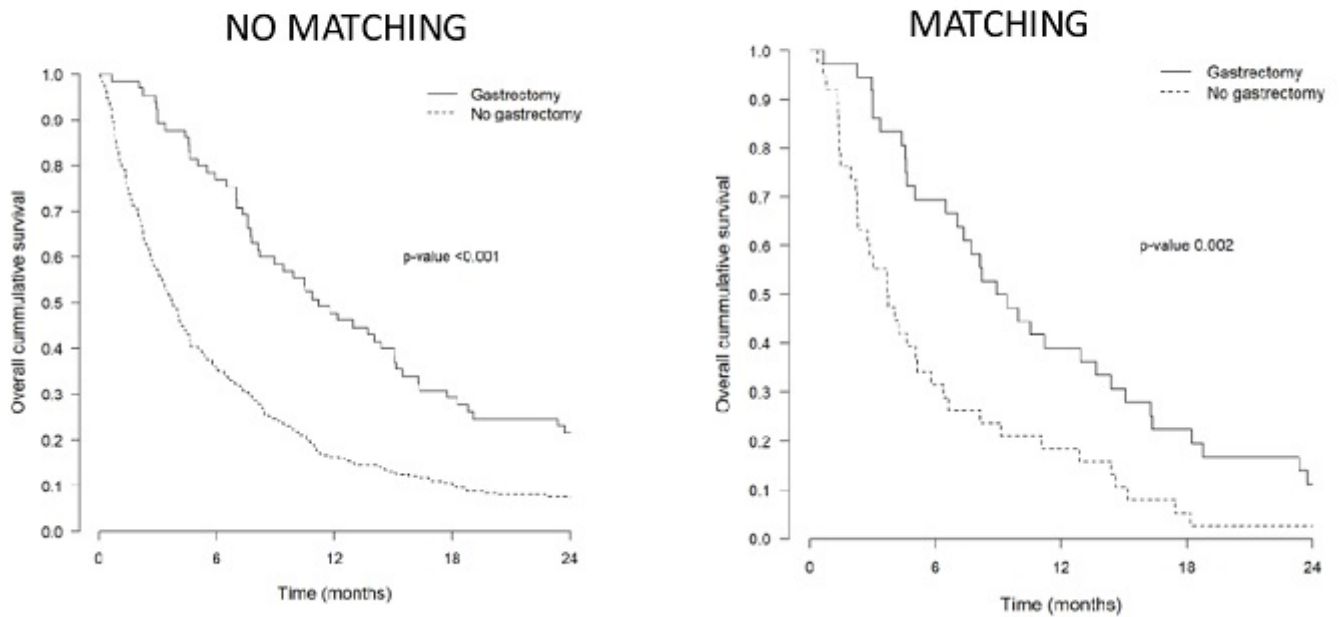 NO MATCHING
1.0
0.9
0.8
0.7
0.6
0.5
0.4
0.3
0.2
0.1
0.0
Overall cummulative survival
Gastrectomy
No gastrectomy
p-value <0.001
0 6 12 18 24
Time (months)
MATCHING
1.0
0.9
0.8
0.7
0.6
0.5
0.4
0.3
0.2
0.1
0.0
Overall cummulative survival
Gastrectomy
No gastrectomy
p-value 0.002
0 6 12 18 24
Time (months)